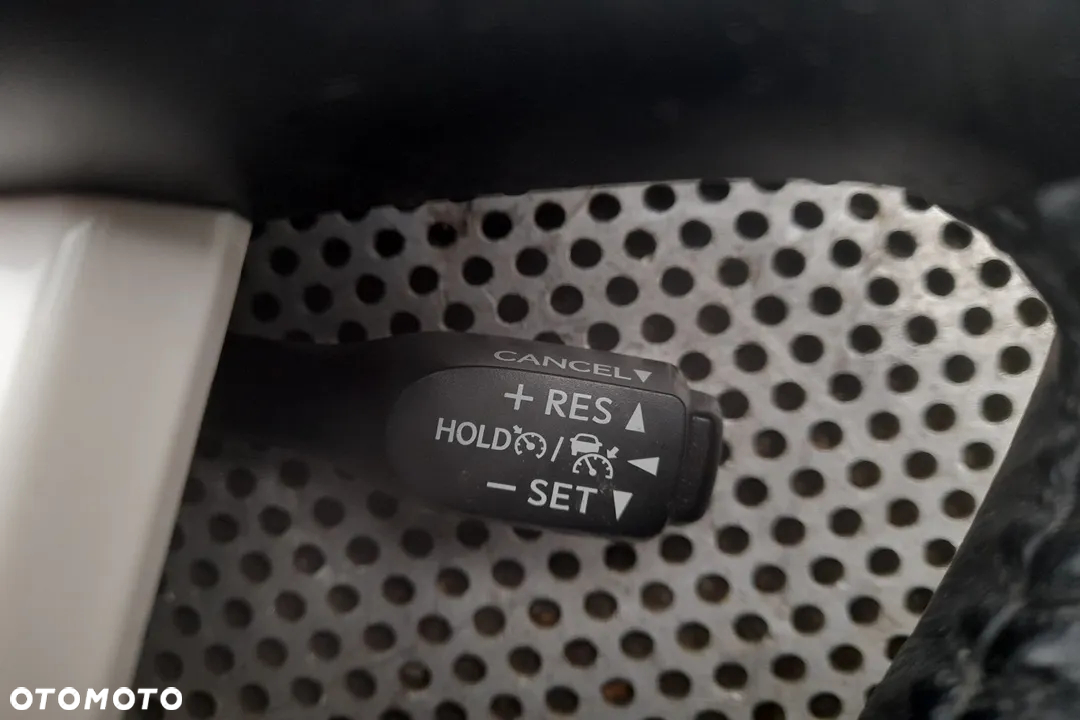 CANCEL▼
+ RES ▲
HOLD / ◀
− SET ▼
OTOMOTO